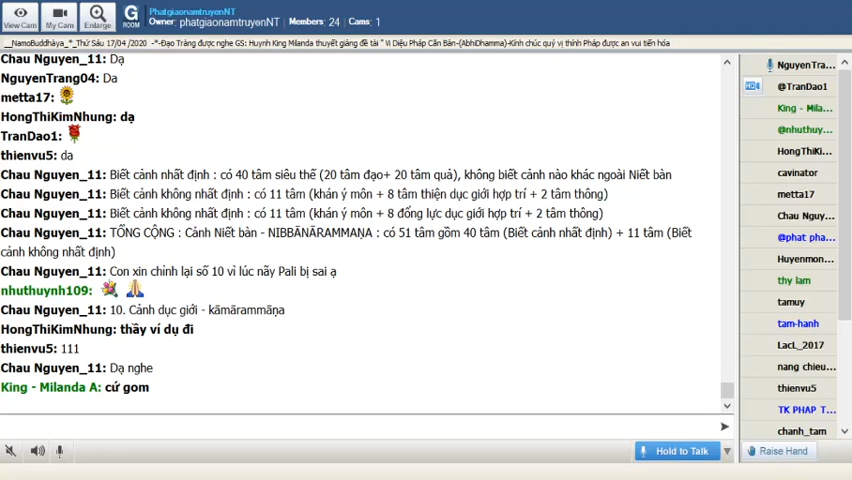 PhatgiaonamtruyenNT
Owner: phatgiaonamtruyenNT Members: 24 Cams: 1
View Cam My Cam Enlarge G ROOM
__NamoBuddhàya_*_Thứ Sáu 17/04 /2020 -*-Đạo Tràng được nghe GS: Huynh King Milanda thuyết giảng đề tài " Vi Diệu Pháp Căn Bản-(AbhiDhamma)-Kính chúc quý vị thính Pháp được an vui tiến hóa
Chau Nguyen_11: Dạ
NguyenTrang04: Da
metta17:
HongThiKimNhung: dạ
TranDao1:
thienvu5: da
Chau Nguyen_11: Biết cảnh nhất định : có 40 tâm siêu thế (20 tâm đạo+ 20 tâm quả), không biết cảnh nào khác ngoài Niết bàn
Chau Nguyen_11: Biết cảnh không nhất định : có 11 tâm (khán ý môn + 8 tâm thiện dục giới hợp trí + 2 tâm thông)
Chau Nguyen_11: Biết cảnh không nhất định : có 11 tâm (khán ý môn + 8 đổng lực dục giới hợp trí + 2 tâm thông)
Chau Nguyen_11: TỔNG CỘNG : Cảnh Niết bàn - NIBBĀNĀRAMMAṆA : có 51 tâm gồm 40 tâm (Biết cảnh nhất định) + 11 tâm (Biết
cảnh không nhất định)
Chau Nguyen_11: Con xin chỉnh lại số 10 vì lúc nãy Pali bị sai ạ
nhuthuynh109:
Chau Nguyen_11: 10. Cảnh dục giới - kāmārammāṇa
HongThiKimNhung: thầy ví dụ đi
thienvu5: 111
Chau Nguyen_11: Dạ nghe
King - Milanda A: cứ gom
Hold to Talk
NguyenTra...
@TranDao1
King - Mila...
@nhuthuy...
HongThiKi...
cavinator
metta17
Chau Nguy...
@phat pha...
Huyenmon...
thy lam
tamuy
tam-hanh
LacL_2017
nang chieu...
thienvu5
TK PHAP T...
chanh_tam
Raise Hand